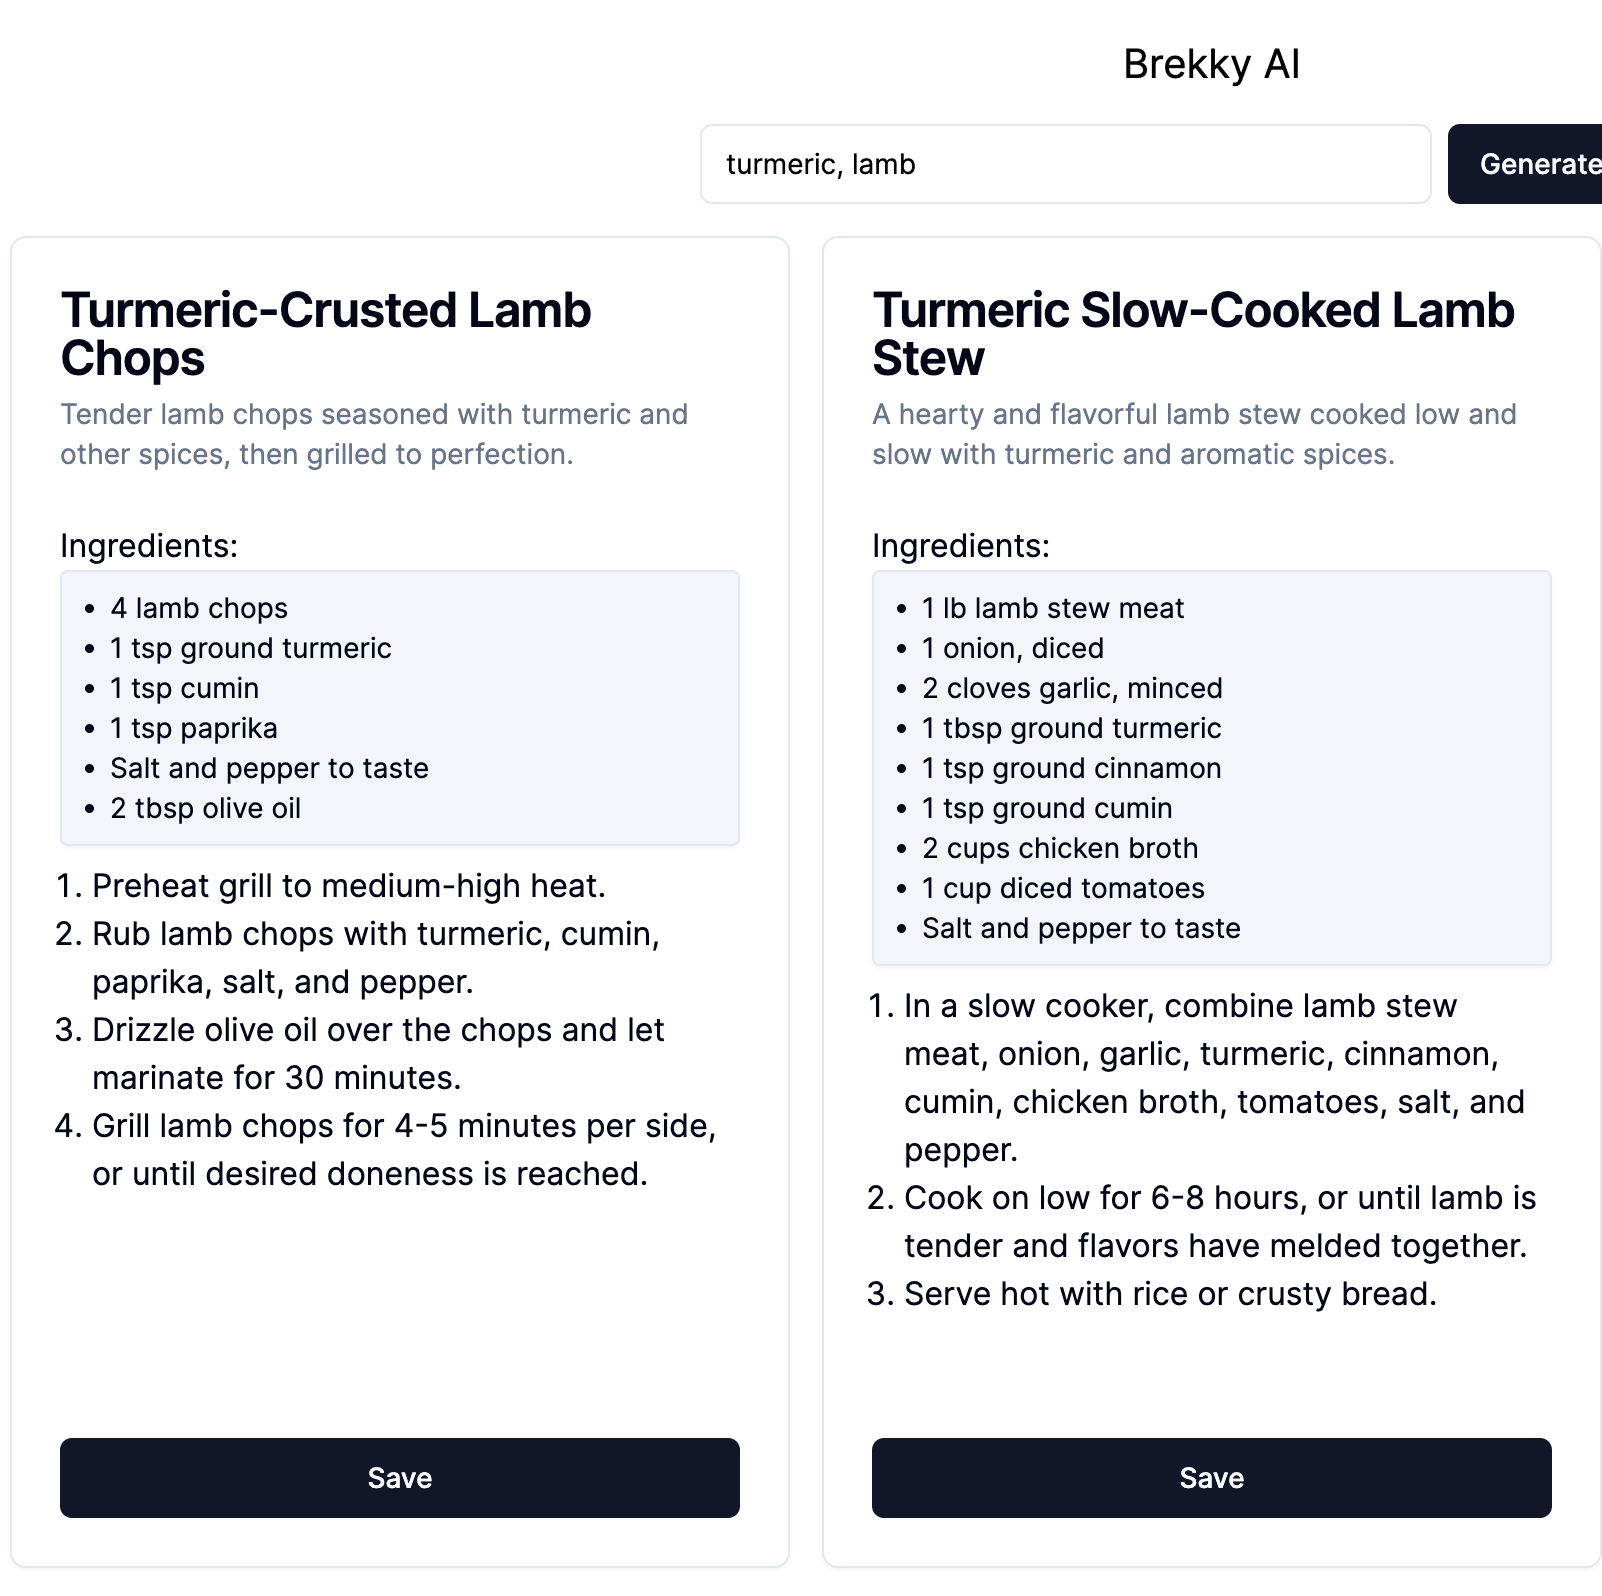 Brekky AI
turmeric, lamb
Generate
Turmeric-Crusted Lamb
Chops
Tender lamb chops seasoned with turmeric and
other spices, then grilled to perfection.
Ingredients:
• 4 lamb chops
• 1 tsp ground turmeric
• 1 tsp cumin
• 1 tsp paprika
• Salt and pepper to taste
• 2 tbsp olive oil
1. Preheat grill to medium-high heat.
2. Rub lamb chops with turmeric, cumin,
paprika, salt, and pepper.
3. Drizzle olive oil over the chops and let
marinate for 30 minutes.
4. Grill lamb chops for 4-5 minutes per side,
or until desired doneness is reached.
Save
Turmeric Slow-Cooked Lamb
Stew
A hearty and flavorful lamb stew cooked low and
slow with turmeric and aromatic spices.
Ingredients:
• 1 lb lamb stew meat
• 1 onion, diced
• 2 cloves garlic, minced
• 1 tbsp ground turmeric
• 1 tsp ground cinnamon
• 1 tsp ground cumin
• 2 cups chicken broth
• 1 cup diced tomatoes
• Salt and pepper to taste
1. In a slow cooker, combine lamb stew
meat, onion, garlic, turmeric, cinnamon,
cumin, chicken broth, tomatoes, salt, and
pepper.
2. Cook on low for 6-8 hours, or until lamb is
tender and flavors have melded together.
3. Serve hot with rice or crusty bread.
Save